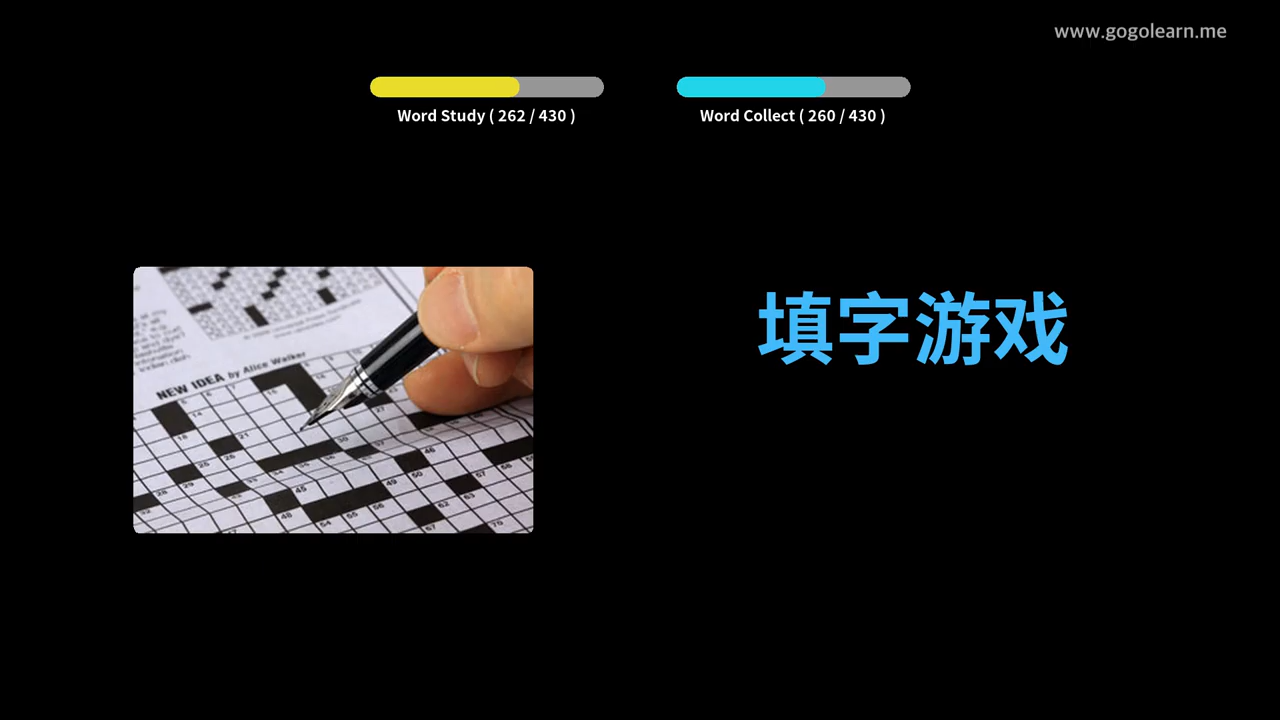 www.gogolearn.me
Word Study ( 262 / 430 )
Word Collect ( 260 / 430 )
填字游戏
NEW IDEA by Alice Walker